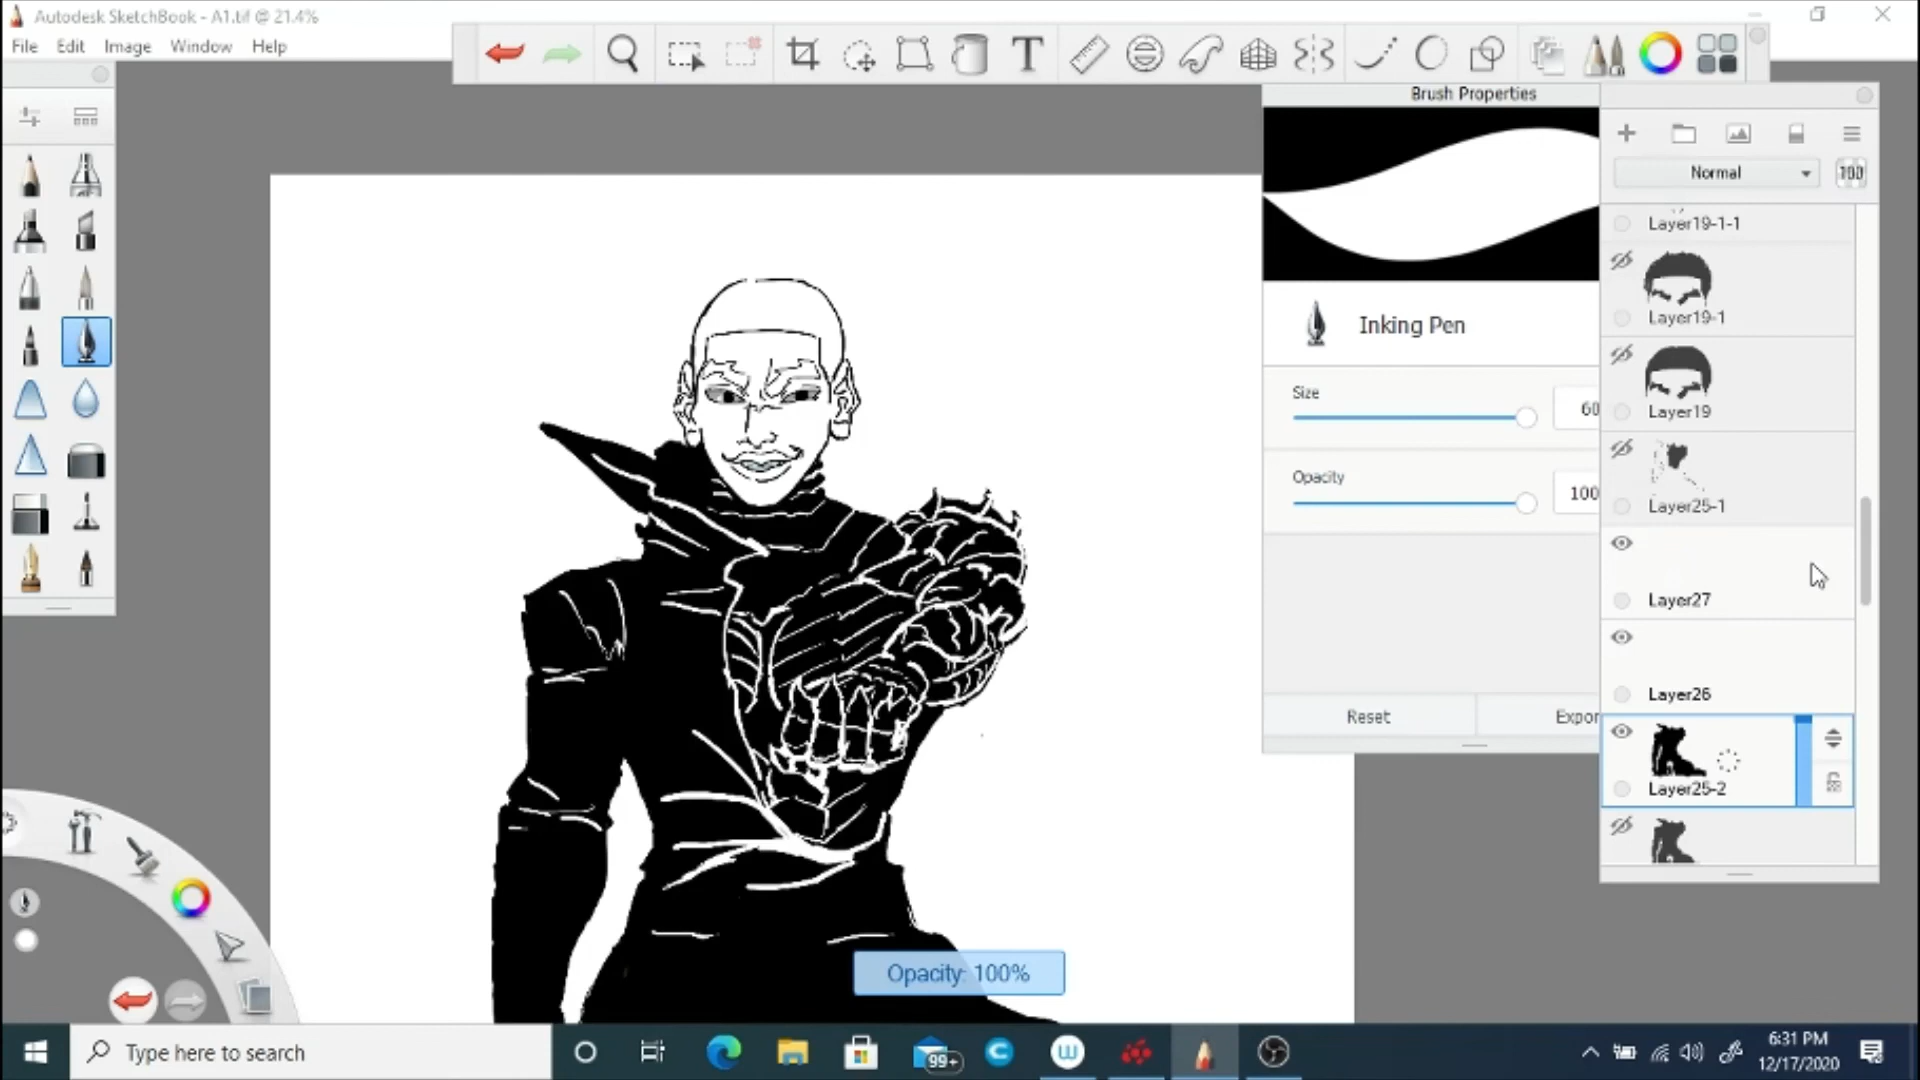 Autodesk SketchBook - A1.tif @ 21.4%
File Edit Image Window Help
T
Brush Properties
Normal
100
Layer19-1-1
Layer19-1
Inking Pen
Size
60
Layer19
Opacity
100
Layer25-1
Layer27
Layer26
Reset
Expor
Layer25-2
Opacity: 100%
Type here to search
99+
6:31 PM
12/17/2020